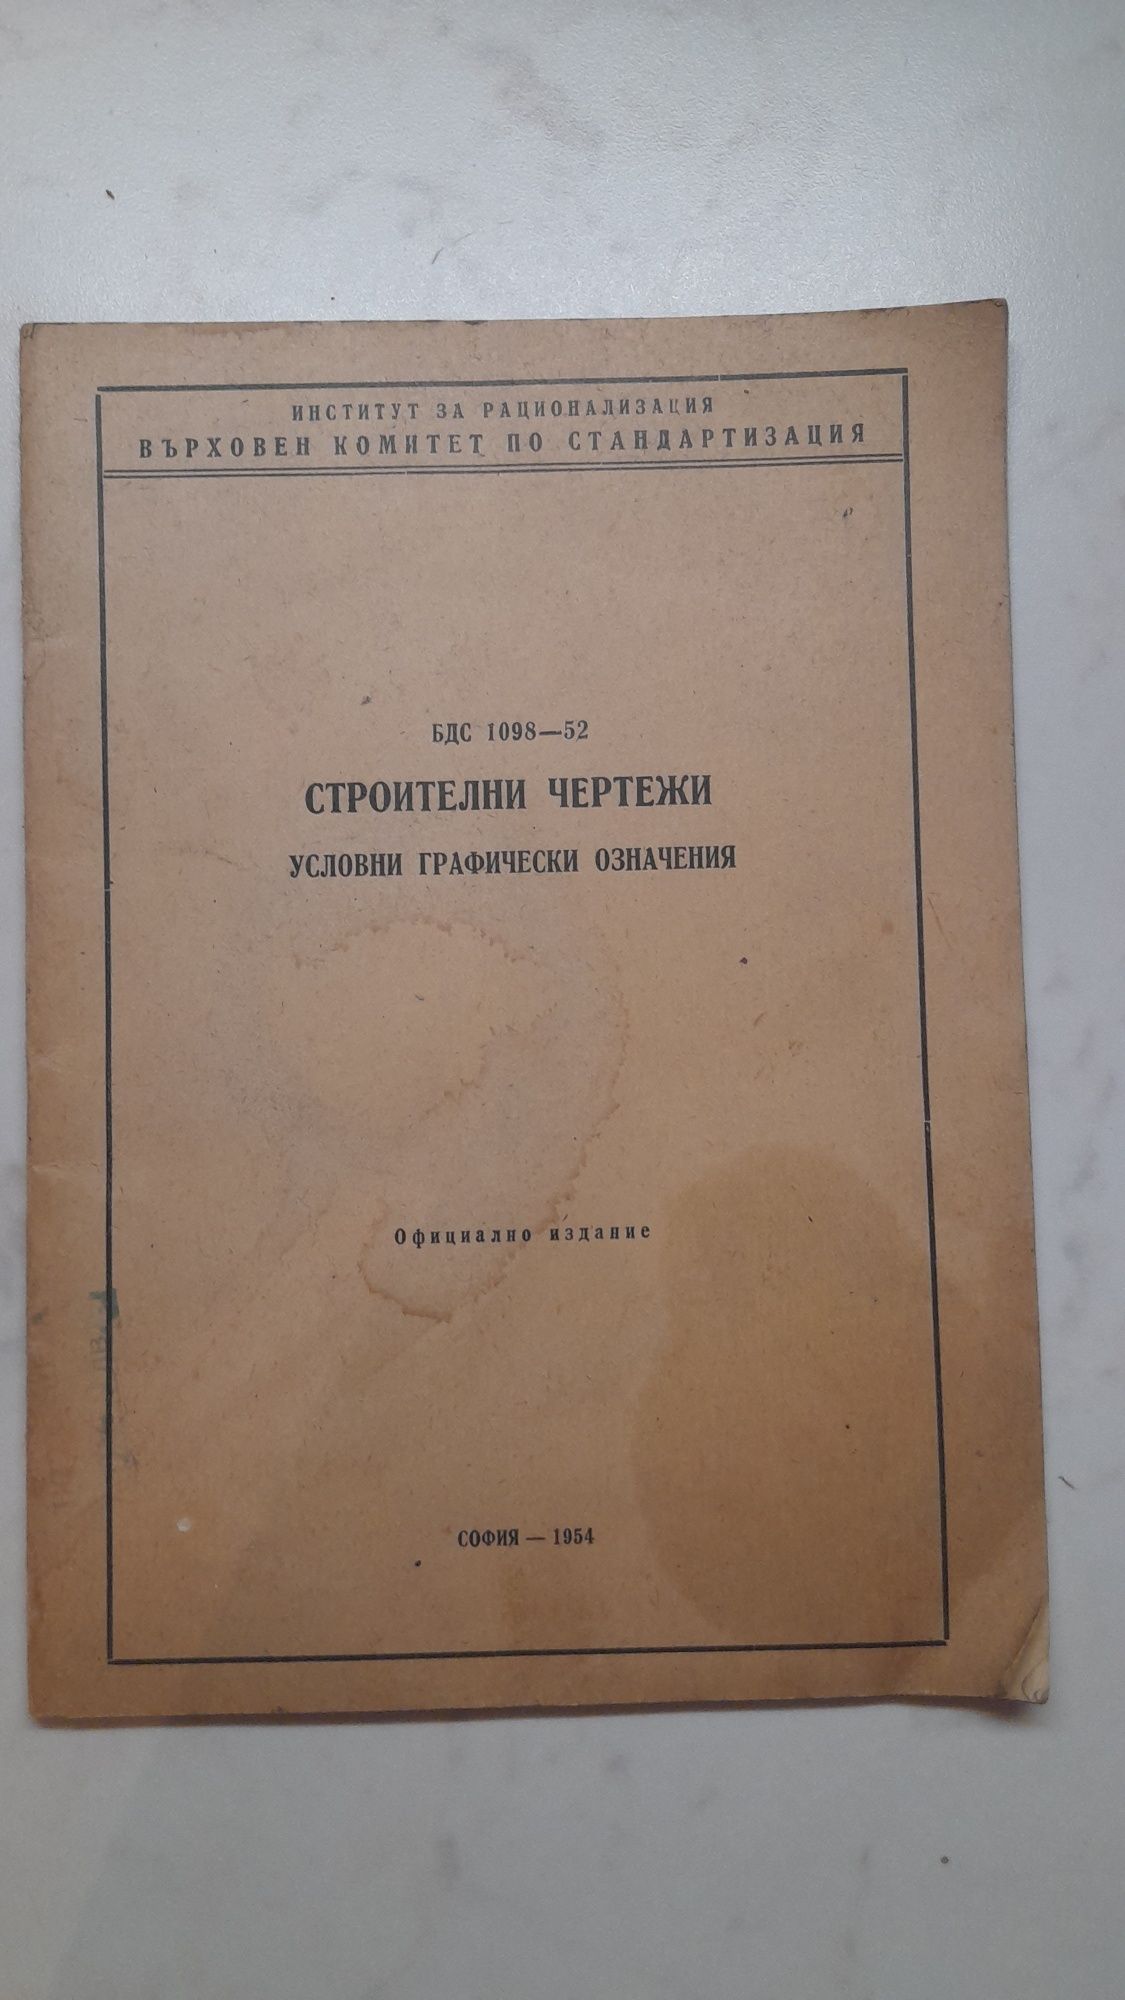 ИНСТИТУТ ЗА РАЦИОНАЛИЗАЦИЯ
ВЪРХОВЕН КОМИТЕТ ПО СТАНДАРТИЗАЦИЯ
БДС 1098—52
СТРОИТЕЛНИ ЧЕРТЕЖИ
УСЛОВНИ ГРАФИЧЕСКИ ОЗНАЧЕНИЯ
Официално издание
СОФИЯ — 1954